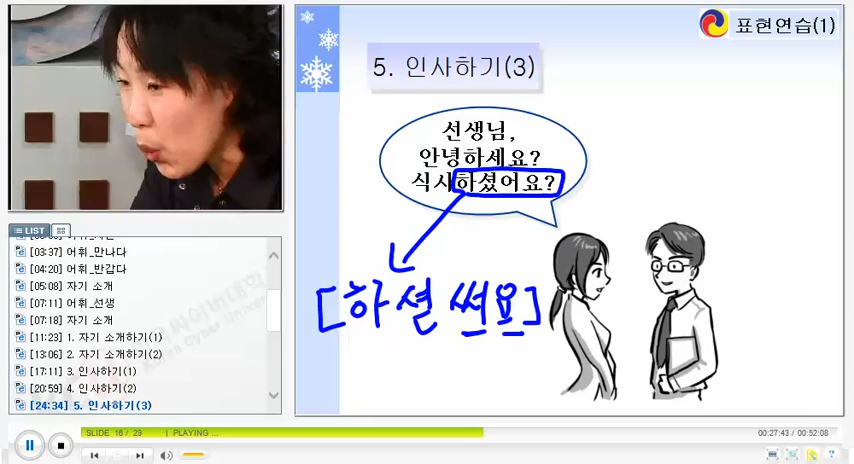 표현연습(1)
5. 인사하기(3)
선생님,
안녕하세요?
식사하셨어요?
[하셛써요]
LIST
[03:37] 어휘_만나다
[04:20] 어휘_반갑다
[05:08] 자기 소개
[07:11] 어휘_선생
[07:18] 자기 소개
[11:23] 1. 자기 소개하기(1)
[13:06] 2. 자기 소개하기(2)
[17:11] 3. 인사하기(1)
[20:59] 4. 인사하기(2)
[24:34] 5. 인사하기(3)
SLIDE 16 / 29 | PLAYING ...
00:27:43 / 00:52:08